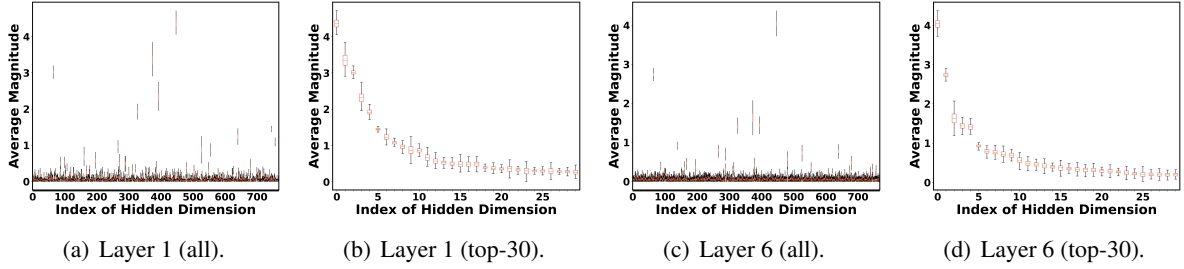 Average Magnitude
4
3
2
1
0
0 100 200 300 400 500 600 700
Index of Hidden Dimension
(a) Layer 1 (all).
Average Magnitude
4
3
2
1
0
0 5 10 15 20 25
Index of Hidden Dimension
(b) Layer 1 (top-30).
Average Magnitude
4
3
2
1
0
0 100 200 300 400 500 600 700
Index of Hidden Dimension
(c) Layer 6 (all).
Average Magnitude
4
3
2
1
0
0 5 10 15 20 25
Index of Hidden Dimension
(d) Layer 6 (top-30).